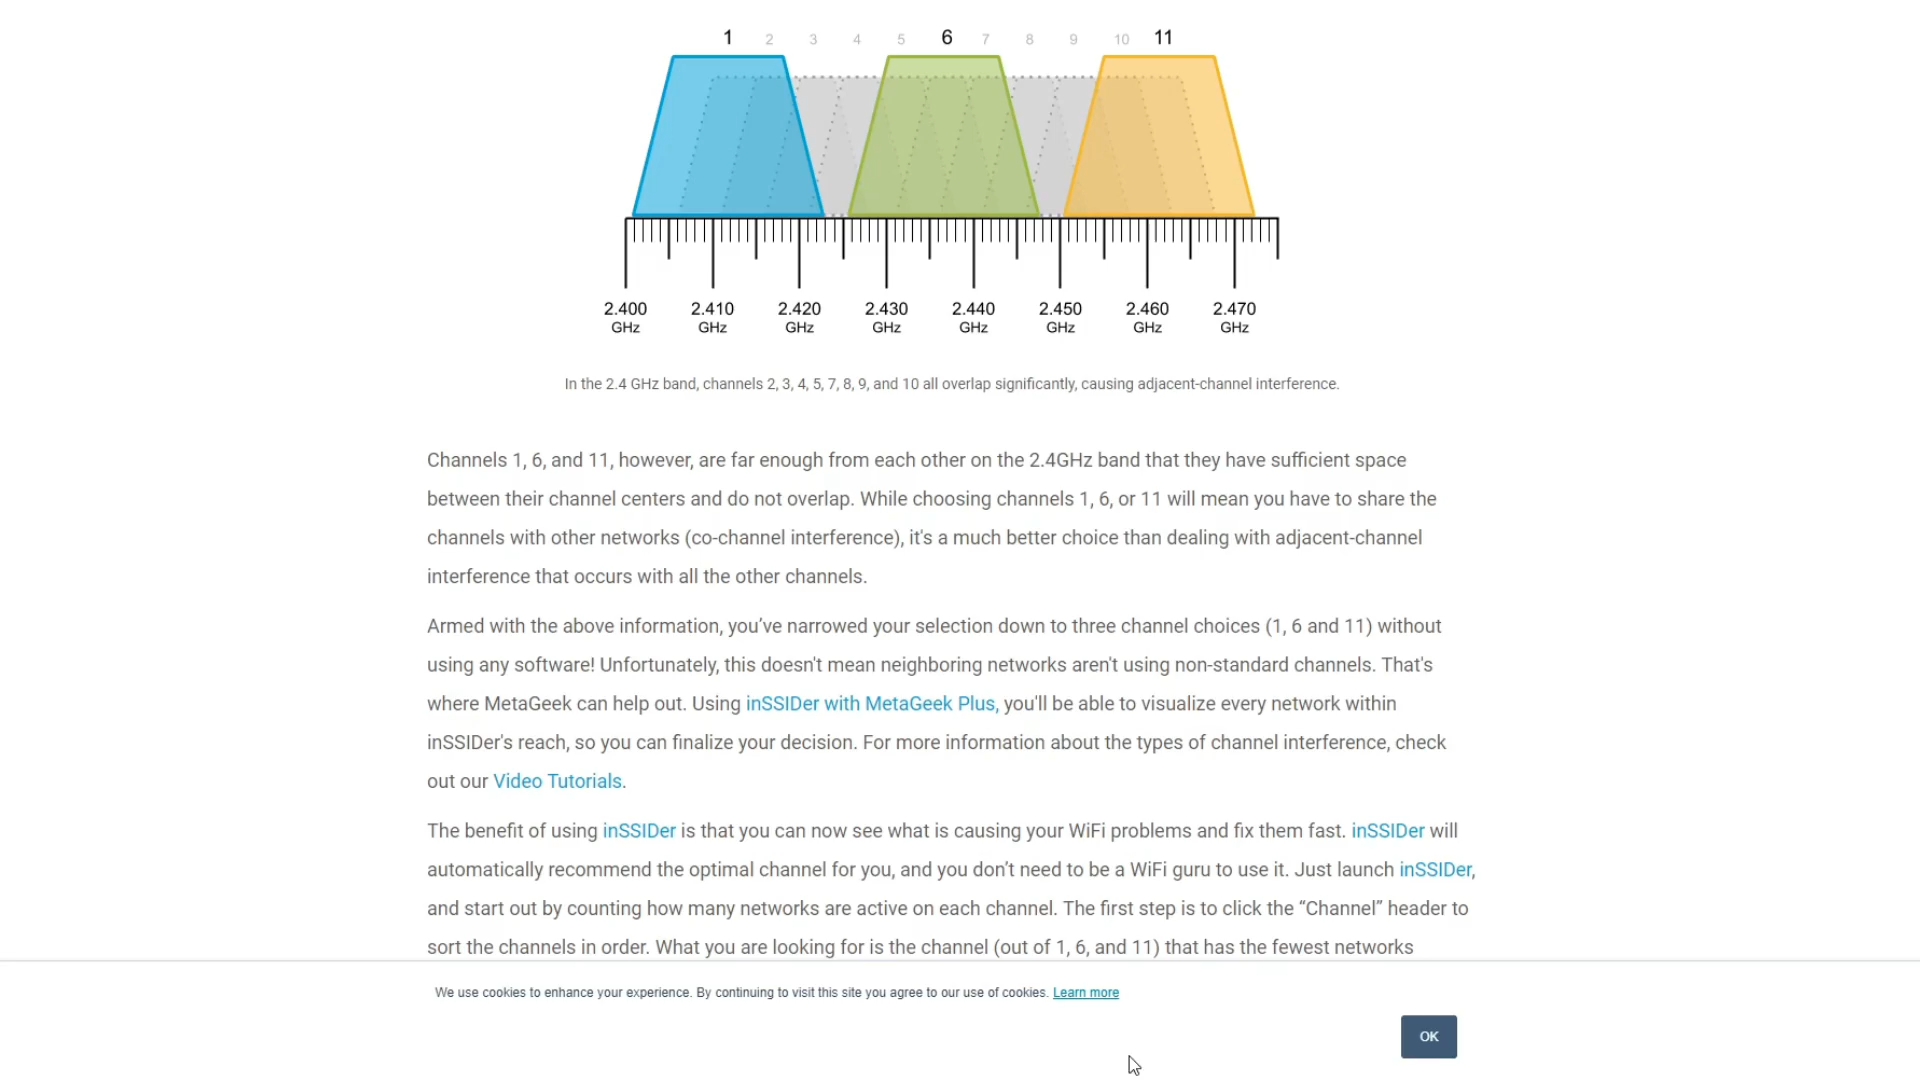 1 2 3 4 5 6 7 8 9 10 11
2.400 2.410 2.420 2.430 2.440 2.450 2.460 2.470
GHz GHz GHz GHz GHz GHz GHz GHz
In the 2.4 GHz band, channels 2, 3, 4, 5, 7, 8, 9, and 10 all overlap significantly, causing adjacent-channel interference.
Channels 1, 6, and 11, however, are far enough from each other on the 2.4GHz band that they have sufficient space
between their channel centers and do not overlap. While choosing channels 1, 6, or 11 will mean you have to share the
channels with other networks (co-channel interference), it's a much better choice than dealing with adjacent-channel
interference that occurs with all the other channels.
Armed with the above information, you’ve narrowed your selection down to three channel choices (1, 6 and 11) without
using any software! Unfortunately, this doesn't mean neighboring networks aren't using non-standard channels. That's
where MetaGeek can help out. Using inSSIDer with MetaGeek Plus, you'll be able to visualize every network within
inSSIDer's reach, so you can finalize your decision. For more information about the types of channel interference, check
out our Video Tutorials.
The benefit of using inSSIDer is that you can now see what is causing your WiFi problems and fix them fast. inSSIDer will
automatically recommend the optimal channel for you, and you don’t need to be a WiFi guru to use it. Just launch inSSIDer,
and start out by counting how many networks are active on each channel. The first step is to click the “Channel” header to
sort the channels in order. What you are looking for is the channel (out of 1, 6, and 11) that has the fewest networks
We use cookies to enhance your experience. By continuing to visit this site you agree to our use of cookies. Learn more
OK